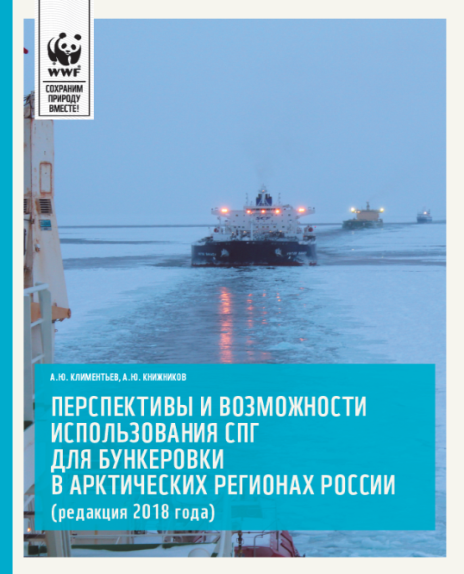 WWF
СОХРАНИМ
ПРИРОДУ
ВМЕСТЕ!
А.Ю. КЛИМЕНТЬЕВ, А.Ю. КНИЖНИКОВ
ПЕРСПЕКТИВЫ И ВОЗМОЖНОСТИ
ИСПОЛЬЗОВАНИЯ СПГ
ДЛЯ БУНКЕРОВКИ
В АРКТИЧЕСКИХ РЕГИОНАХ РОССИИ
(редакция 2018 года)